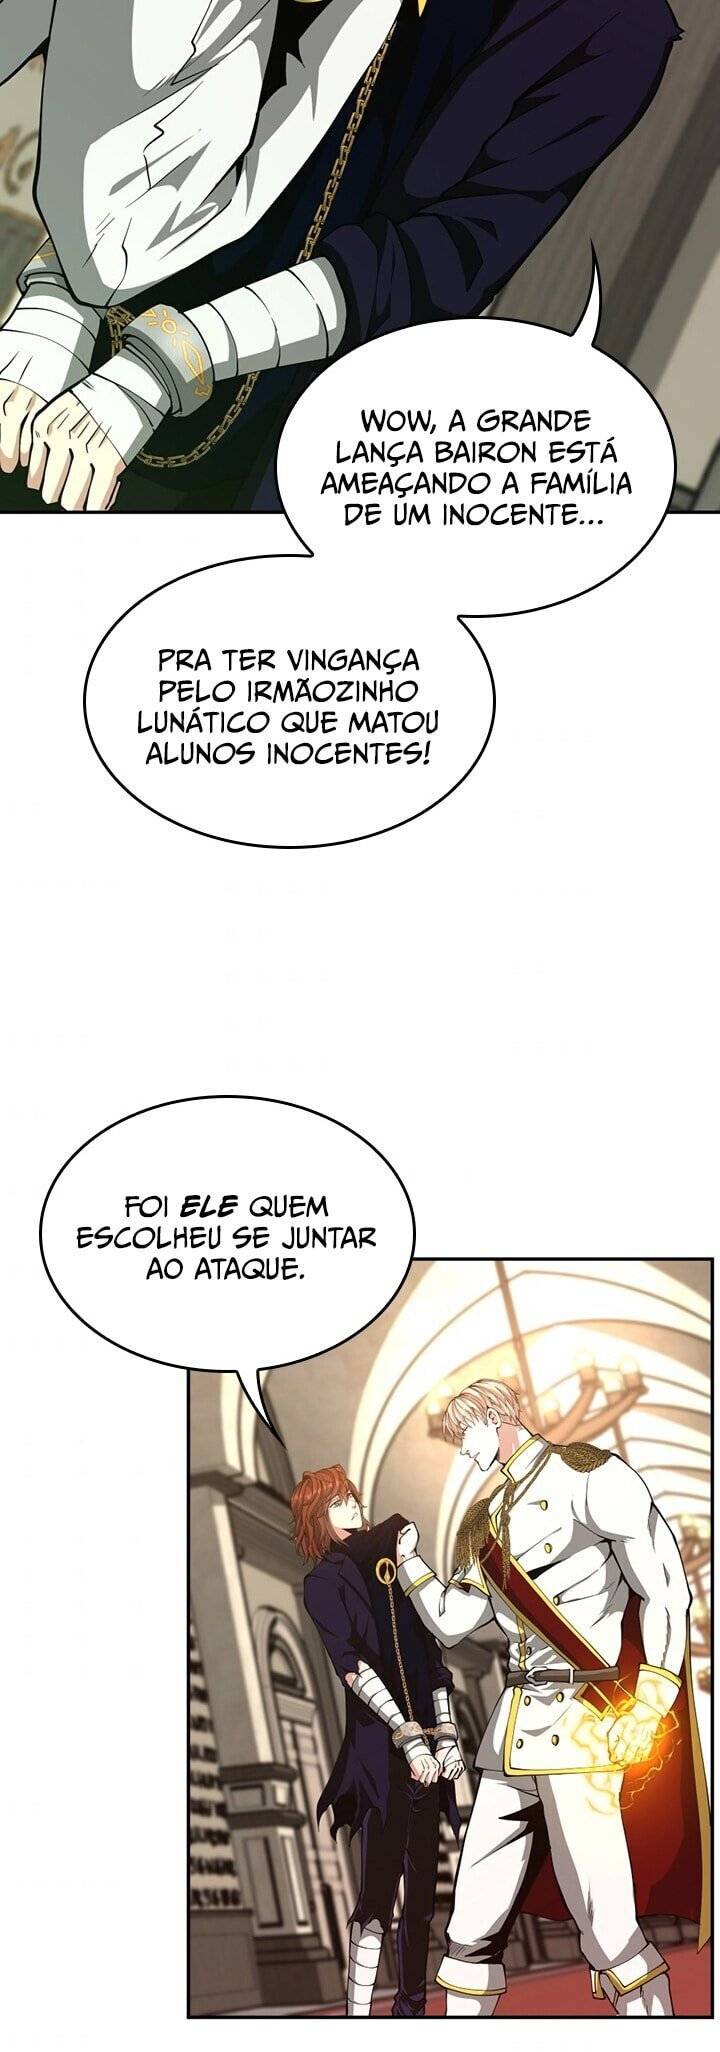 WOW, A GRANDE
LANÇA BAIRON ESTÁ
AMEAÇANDO A FAMÍLIA
DE UM INOCENTE...
PRA TER VINGANÇA
PELO IRMÃOZINHO
LUNÁTICO QUE MATOU
ALUNOS INOCENTES!
FOI ELE QUEM
ESCOLHEU SE JUNTAR
AO ATAQUE.